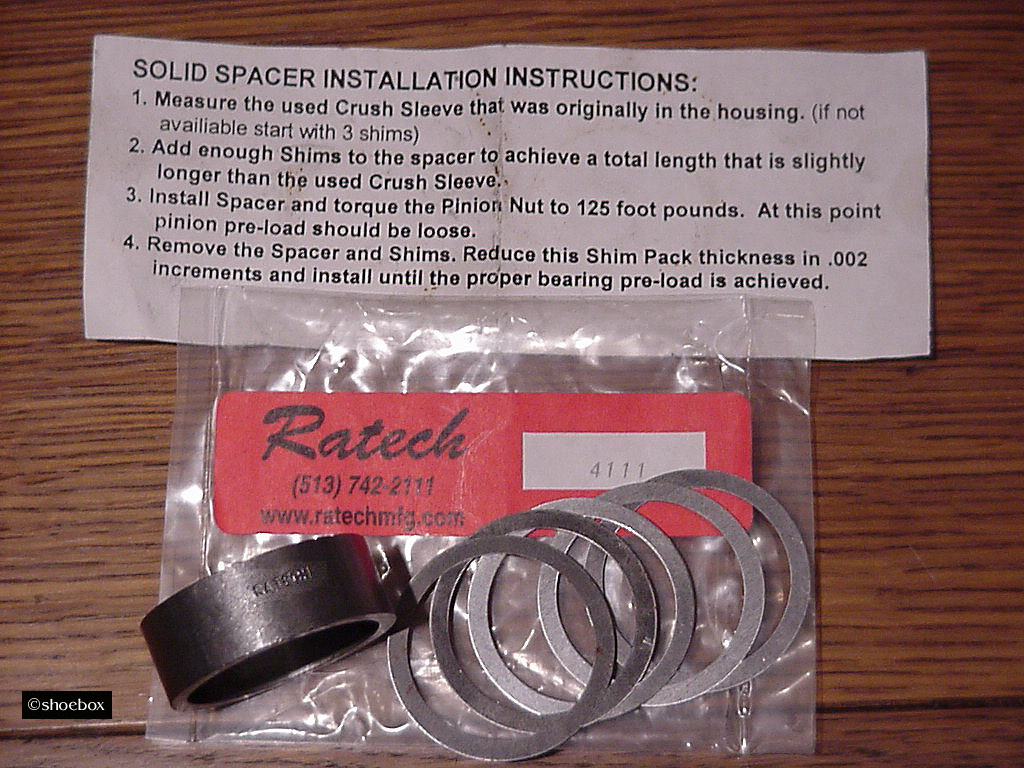 SOLID SPACER INSTALLATION INSTRUCTIONS:
1. Measure the used Crush Sleeve that was originally in the housing. (if not
availiable start with 3 shims)
2. Add enough Shims to the spacer to achieve a total length that is slightly
longer than the used Crush Sleeve.
3. Install Spacer and torque the Pinion Nut to 125 foot pounds. At this point
pinion pre-load should be loose.
4. Remove the Spacer and Shims. Reduce this Shim Pack thickness in .002
increments and install until the proper bearing pre-load is achieved.
Ratech
4111
(513) 742-2111
www.ratechmfg.com
RATECH
©shoebox